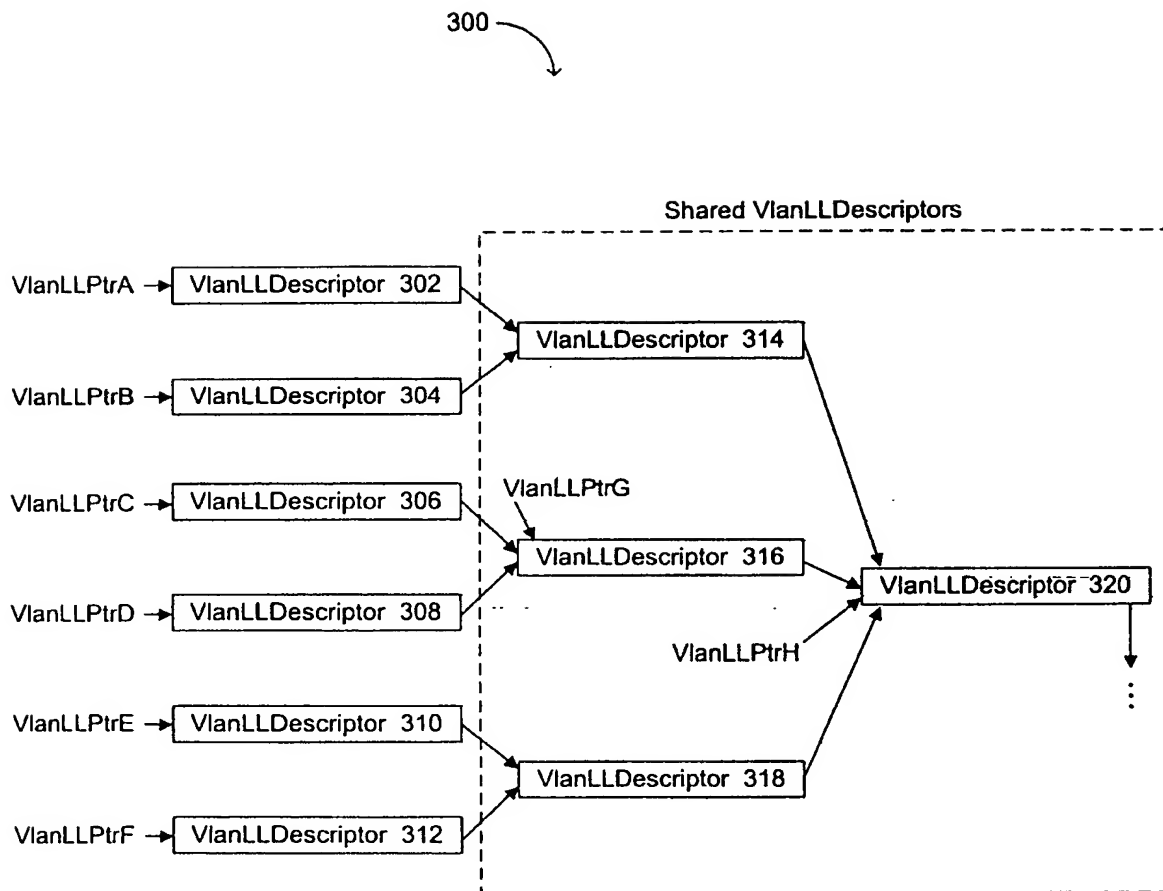 300
Shared VlanLLDescriptors
VlanLLPtrA
VlanLLDescriptor 302
VlanLLDescriptor 314
VlanLLPtrB
VlanLLDescriptor 304
VlanLLPtrC
VlanLLDescriptor 306
VlanLLPtrG
VlanLLDescriptor 316
VlanLLDescriptor 320
VlanLLPtrD
VlanLLDescriptor 308
VlanLLPtrH
VlanLLPtrE
VlanLLDescriptor 310
VlanLLDescriptor 318
VlanLLPtrF
VlanLLDescriptor 312